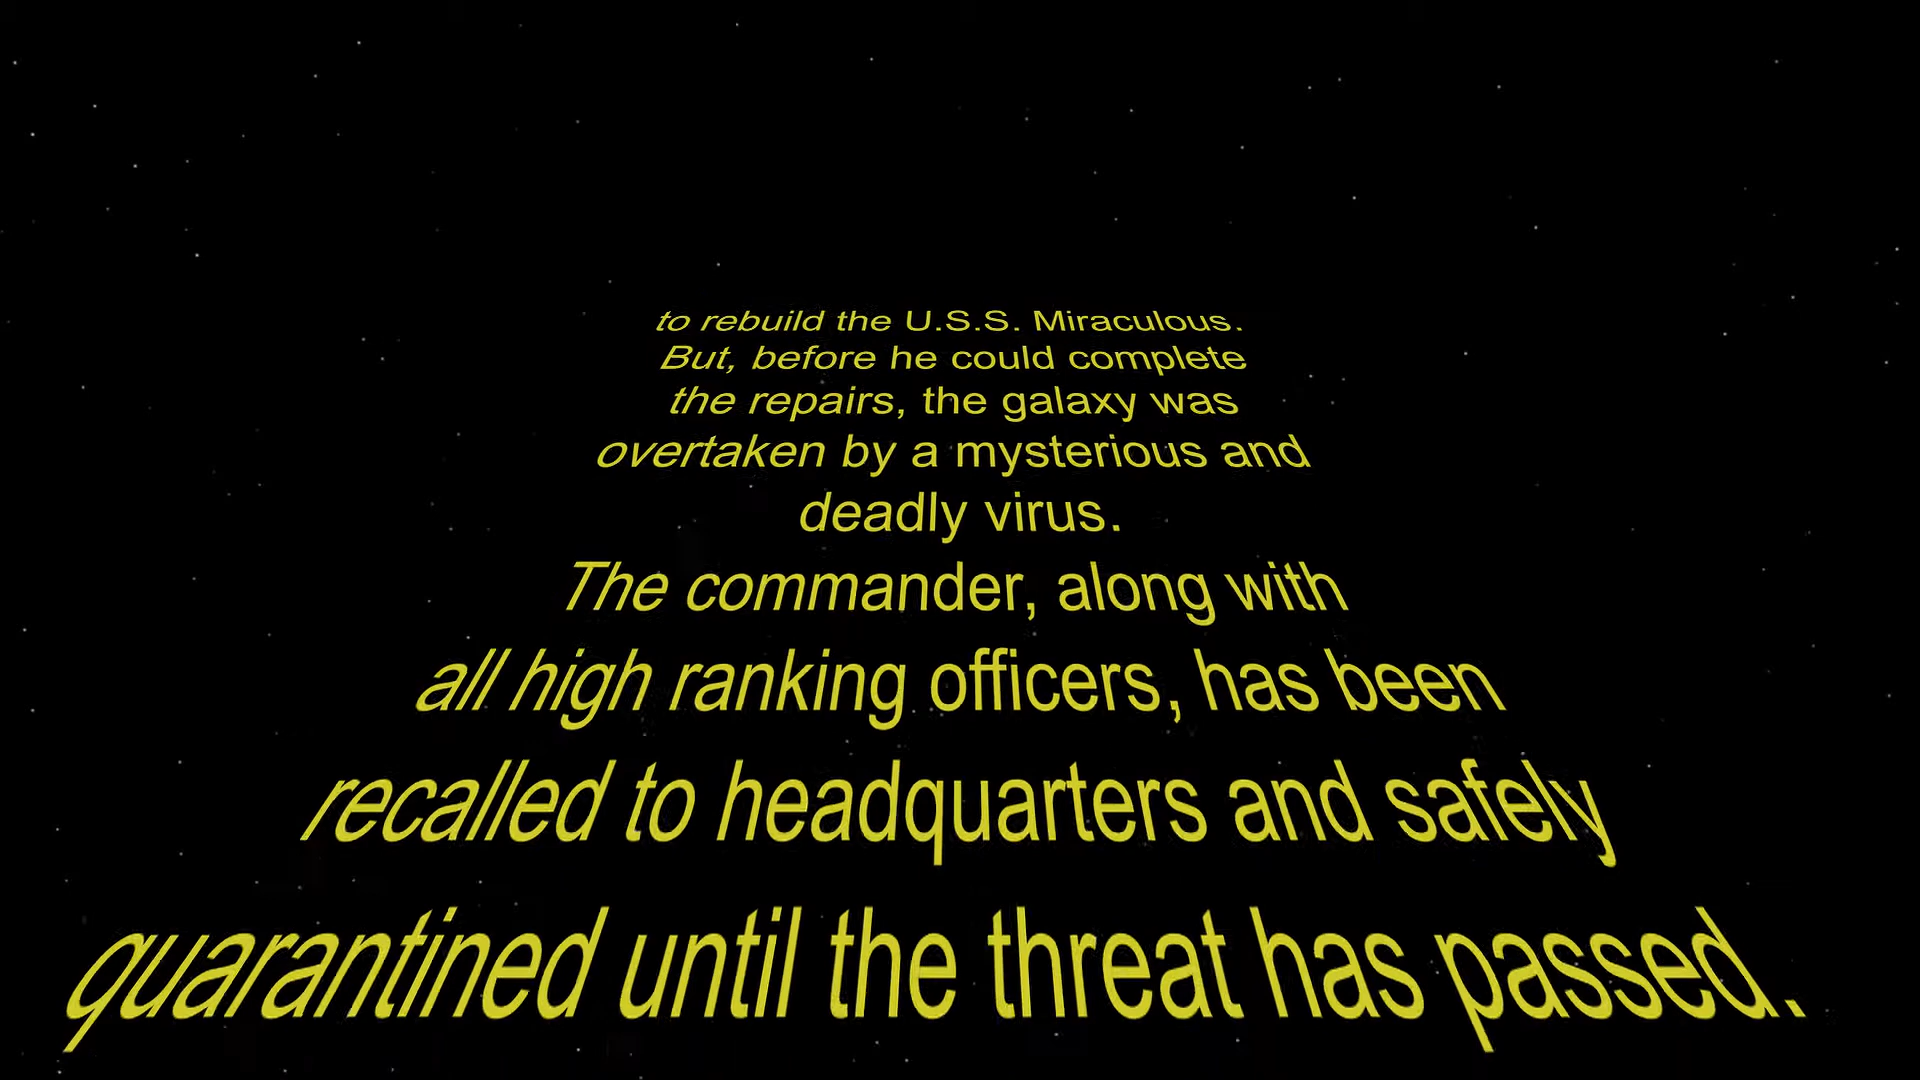 to rebuild the U.S.S. Miraculous.
But, before he could complete
the repairs, the galaxy was
overtaken by a mysterious and
deadly virus.
The commander, along with
all high ranking officers, has been
recalled to headquarters and safely
quarantined until the threat has passed.